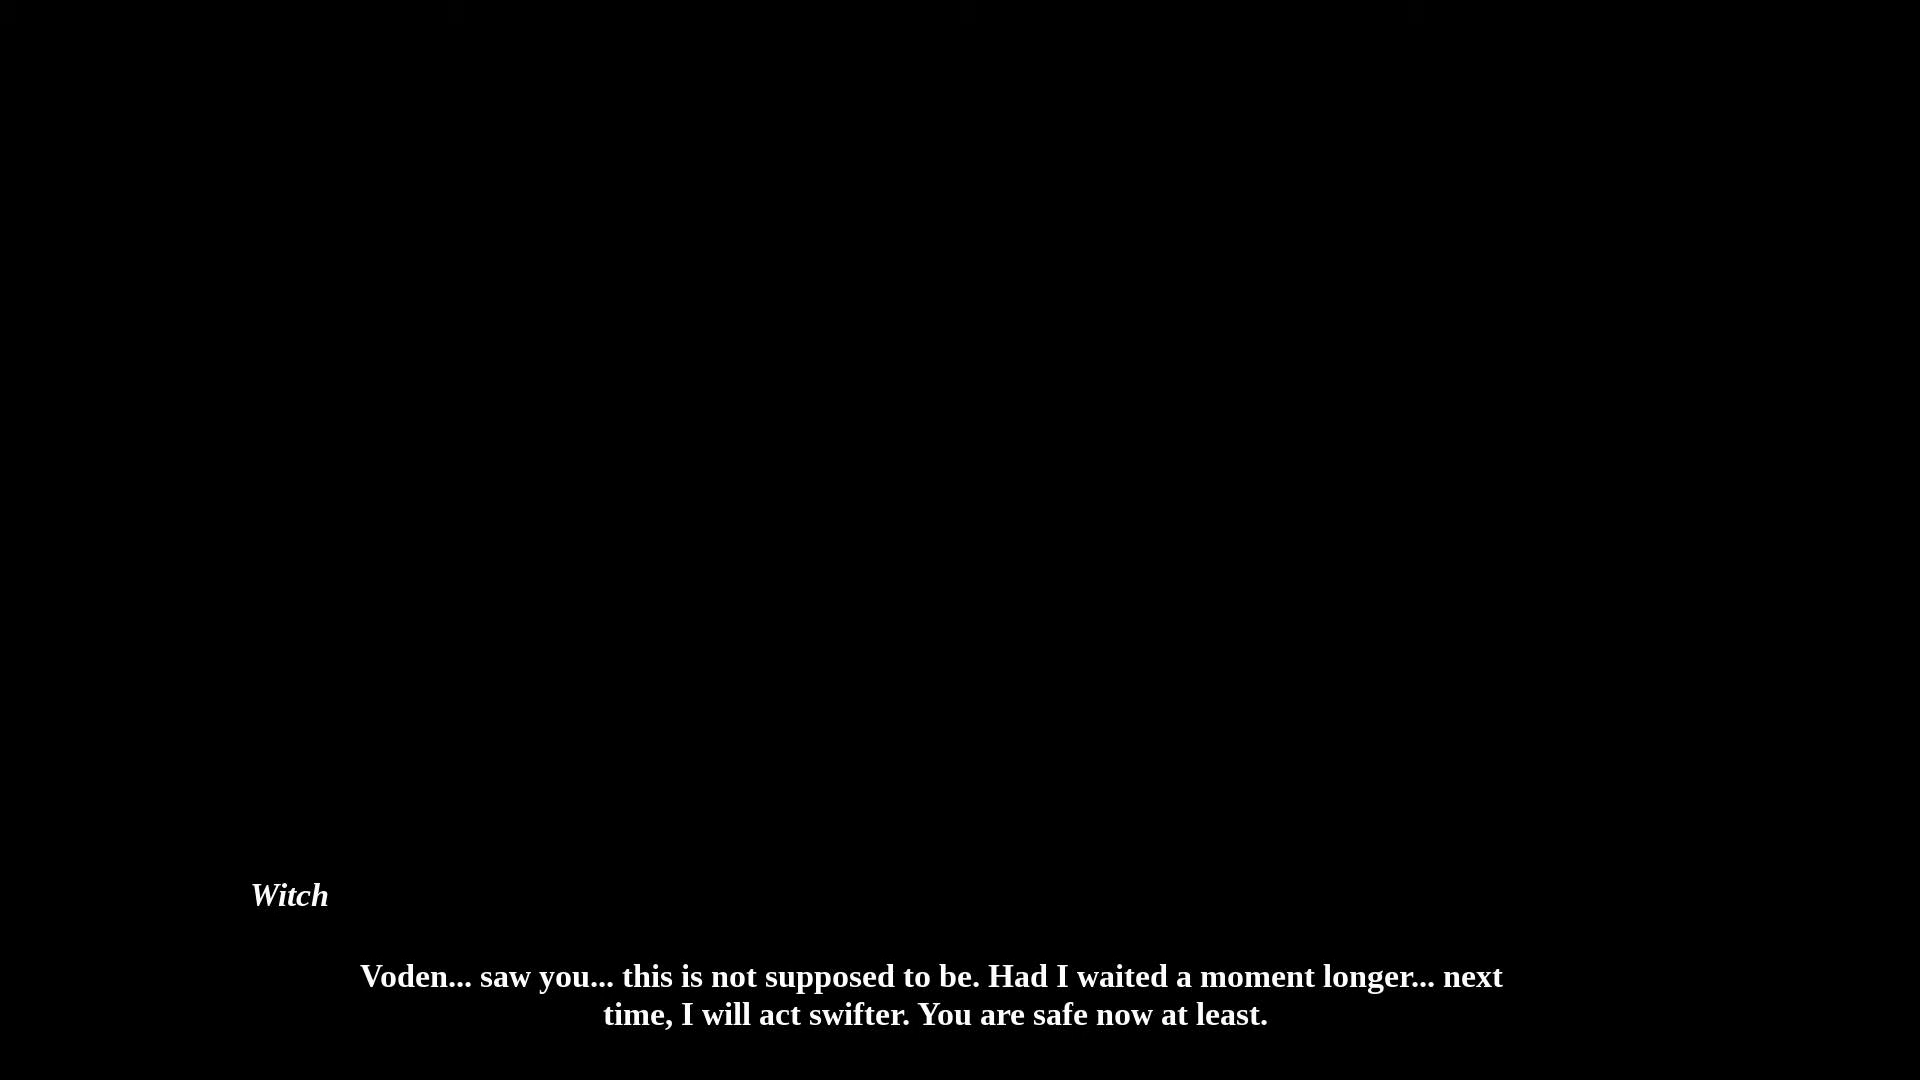 Witch
Voden... saw you... this is not supposed to be. Had I waited a moment longer... next
time, I will act swifter. You are safe now at least.